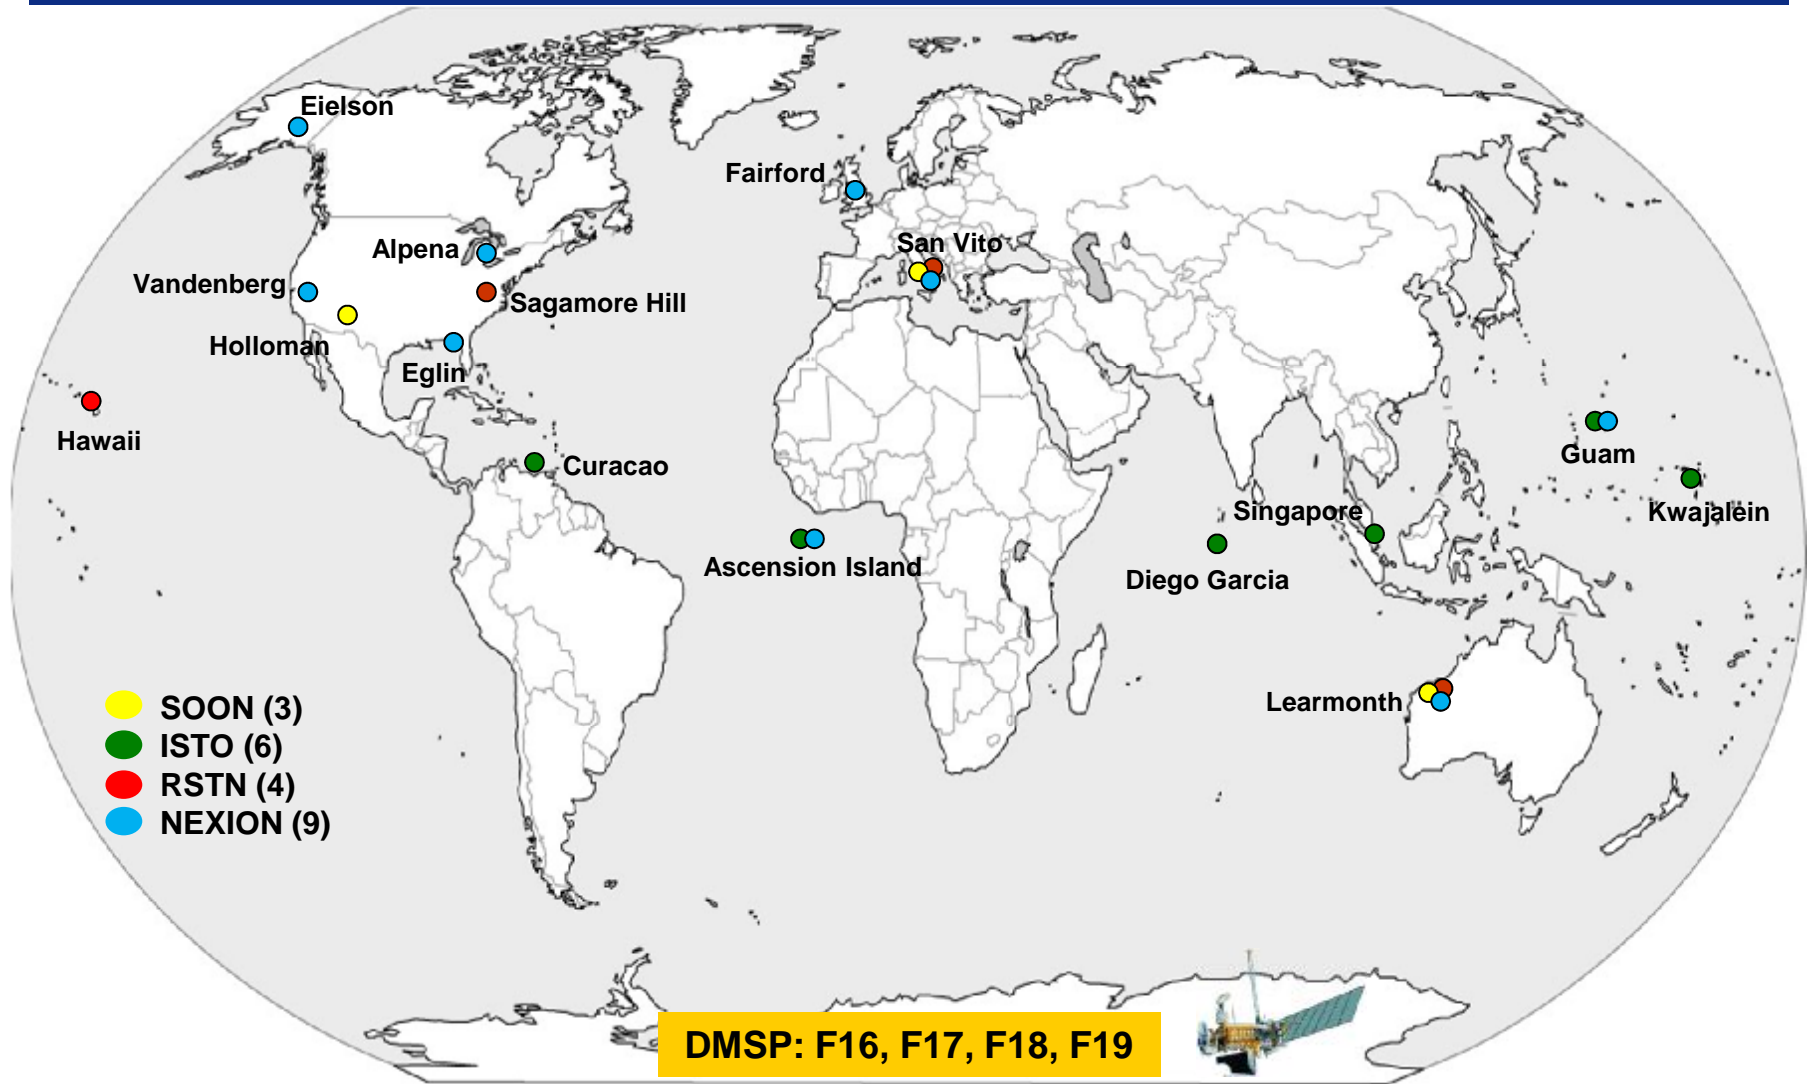 Eielson
Fairford
San Vito
Alpena
Vandenberg
Sagamore Hill
Holloman
Eglin
Hawaii
Curacao
Guam
Singapore
Kwajalein
Ascension Island
Diego Garcia
Learmonth
SOON (3)
ISTO (6)
RSTN (4)
NEXION (9)
DMSP: F16, F17, F18, F19